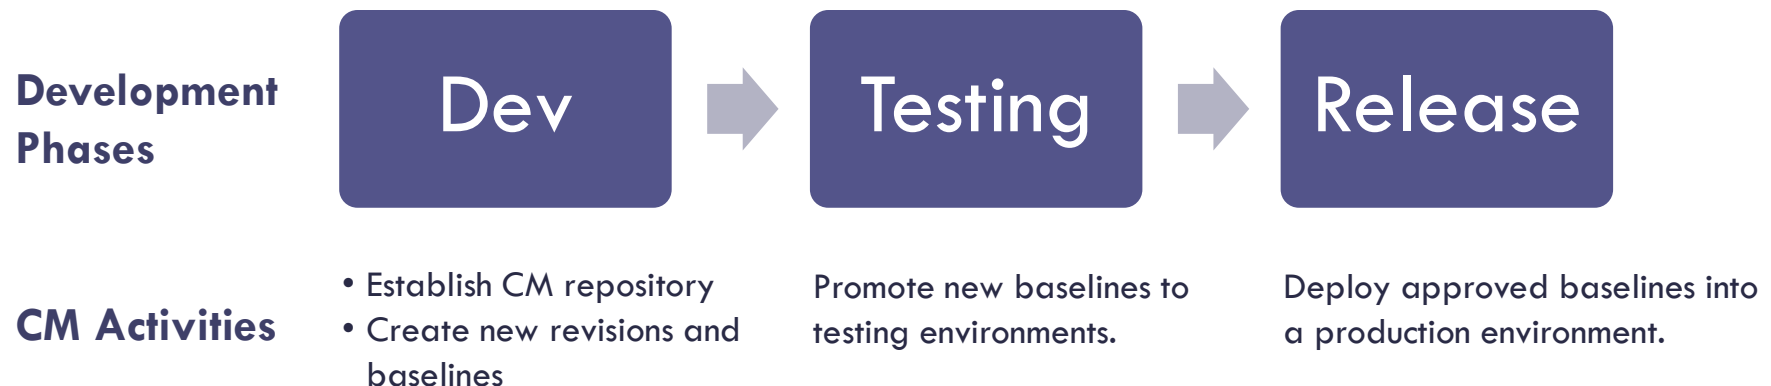 Development
Phases
Dev
Testing
Release
CM Activities
• Establish CM repository
• Create new revisions and
baselines
Promote new baselines to
testing environments.
Deploy approved baselines into
a production environment.